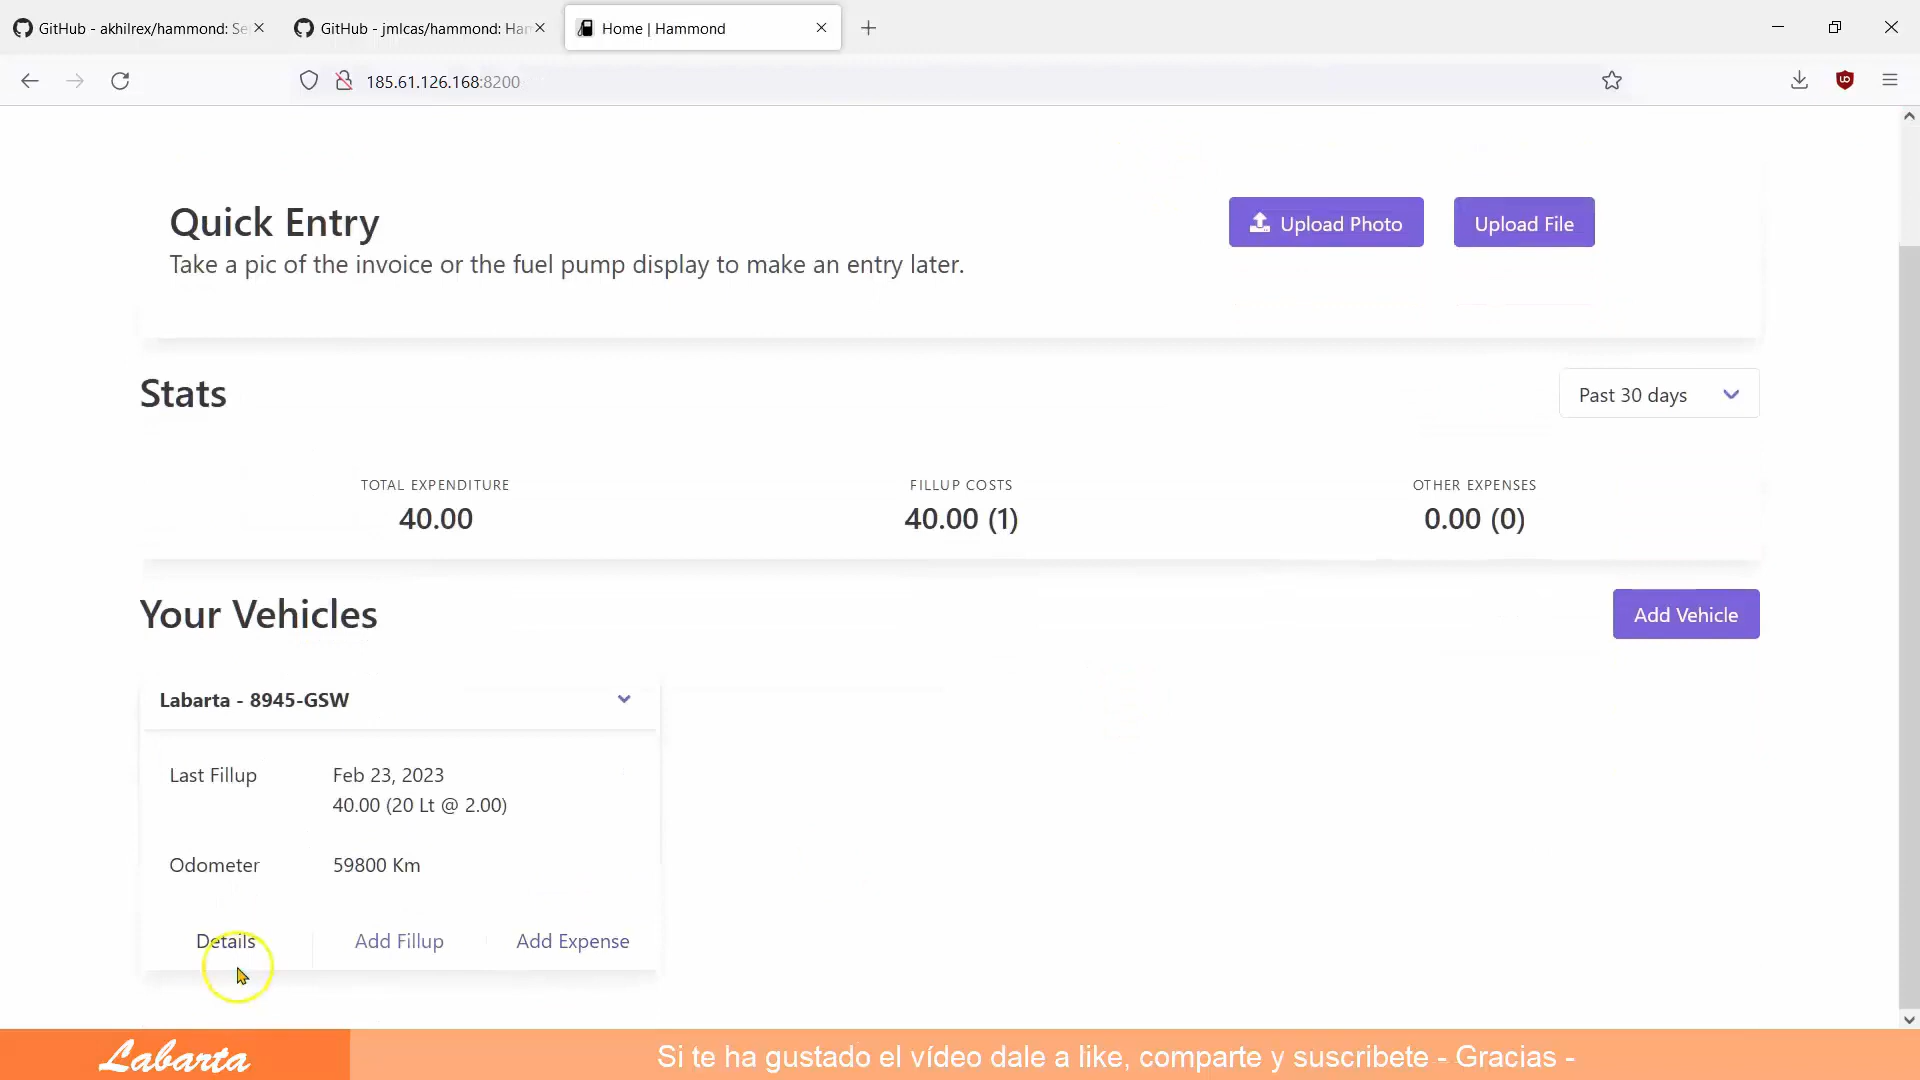 GitHub - akhilrex/hammond: Se
GitHub - jmlcas/hammond: Han
Home | Hammond
185.61.126.168:8200
Quick Entry
Take a pic of the invoice or the fuel pump display to make an entry later.
Upload Photo
Upload File
Stats
Past 30 days
TOTAL EXPENDITURE
40.00
FILLUP COSTS
40.00 (1)
OTHER EXPENSES
0.00 (0)
Your Vehicles
Add Vehicle
Labarta - 8945-GSW
Last Fillup
Feb 23, 2023
40.00 (20 Lt @ 2.00)
Odometer
59800 Km
Details
Add Fillup
Add Expense
Labarta
Si te ha gustado el vídeo dale a like, comparte y suscribete - Gracias -